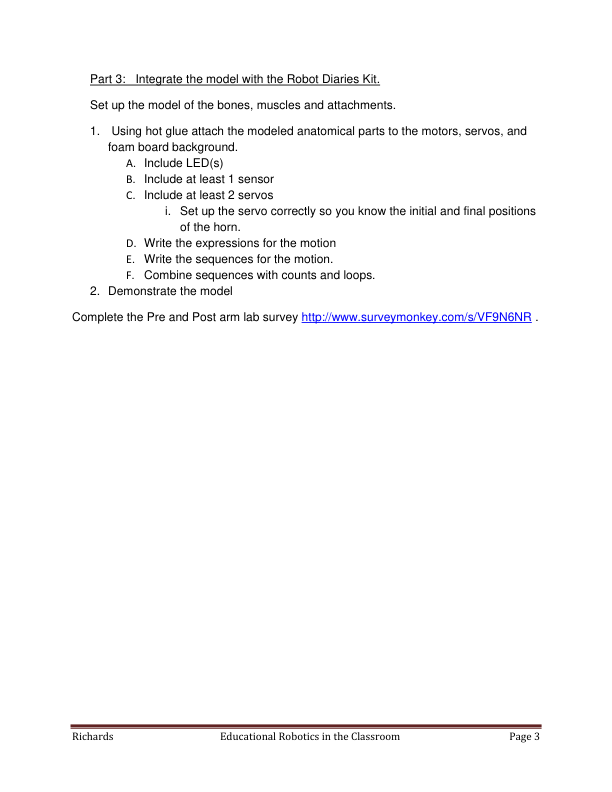 Part 3:   Integrate the model with the Robot Diaries Kit.
Set up the model of the bones, muscles and attachments.
1.   Using hot glue attach the modeled anatomical parts to the motors, servos, and
foam board background.
A.  Include LED(s)
B.  Include at least 1 sensor
C.  Include at least 2 servos
i.  Set up the servo correctly so you know the initial and final positions
of the horn.
D.  Write the expressions for the motion
E.  Write the sequences for the motion.
F.  Combine sequences with counts and loops.
2.  Demonstrate the model
Complete the Pre and Post arm lab survey http://www.surveymonkey.com/s/VF9N6NR .
Richards Educational Robotics in the Classroom Page 3